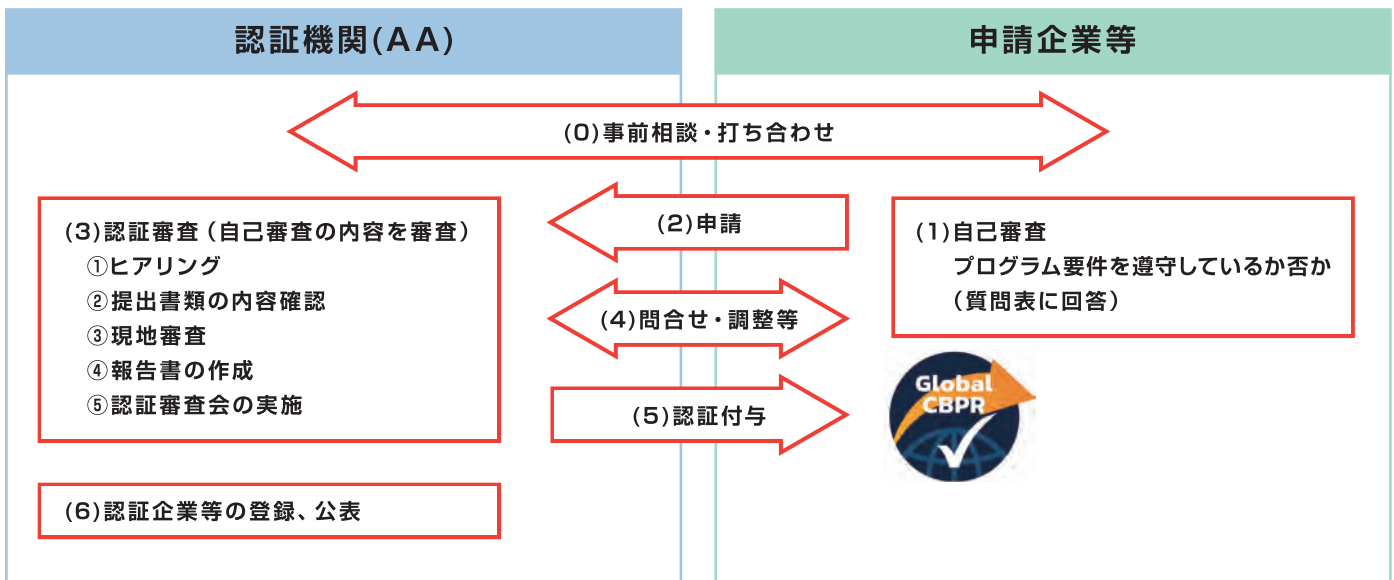 認証機関(AA)
申請企業等
(0)事前相談・打ち合わせ
(1)自己審査
プログラム要件を遵守しているか否か
(質問表に回答)
(2)申請
(3)認証審査(自己審査の内容を審査)
①ヒアリング
②提出書類の内容確認
③現地審査
④報告書の作成
⑤認証審査会の実施
(4)問合せ・調整等
(5)認証付与
Global
CBPR
(6)認証企業等の登録、公表